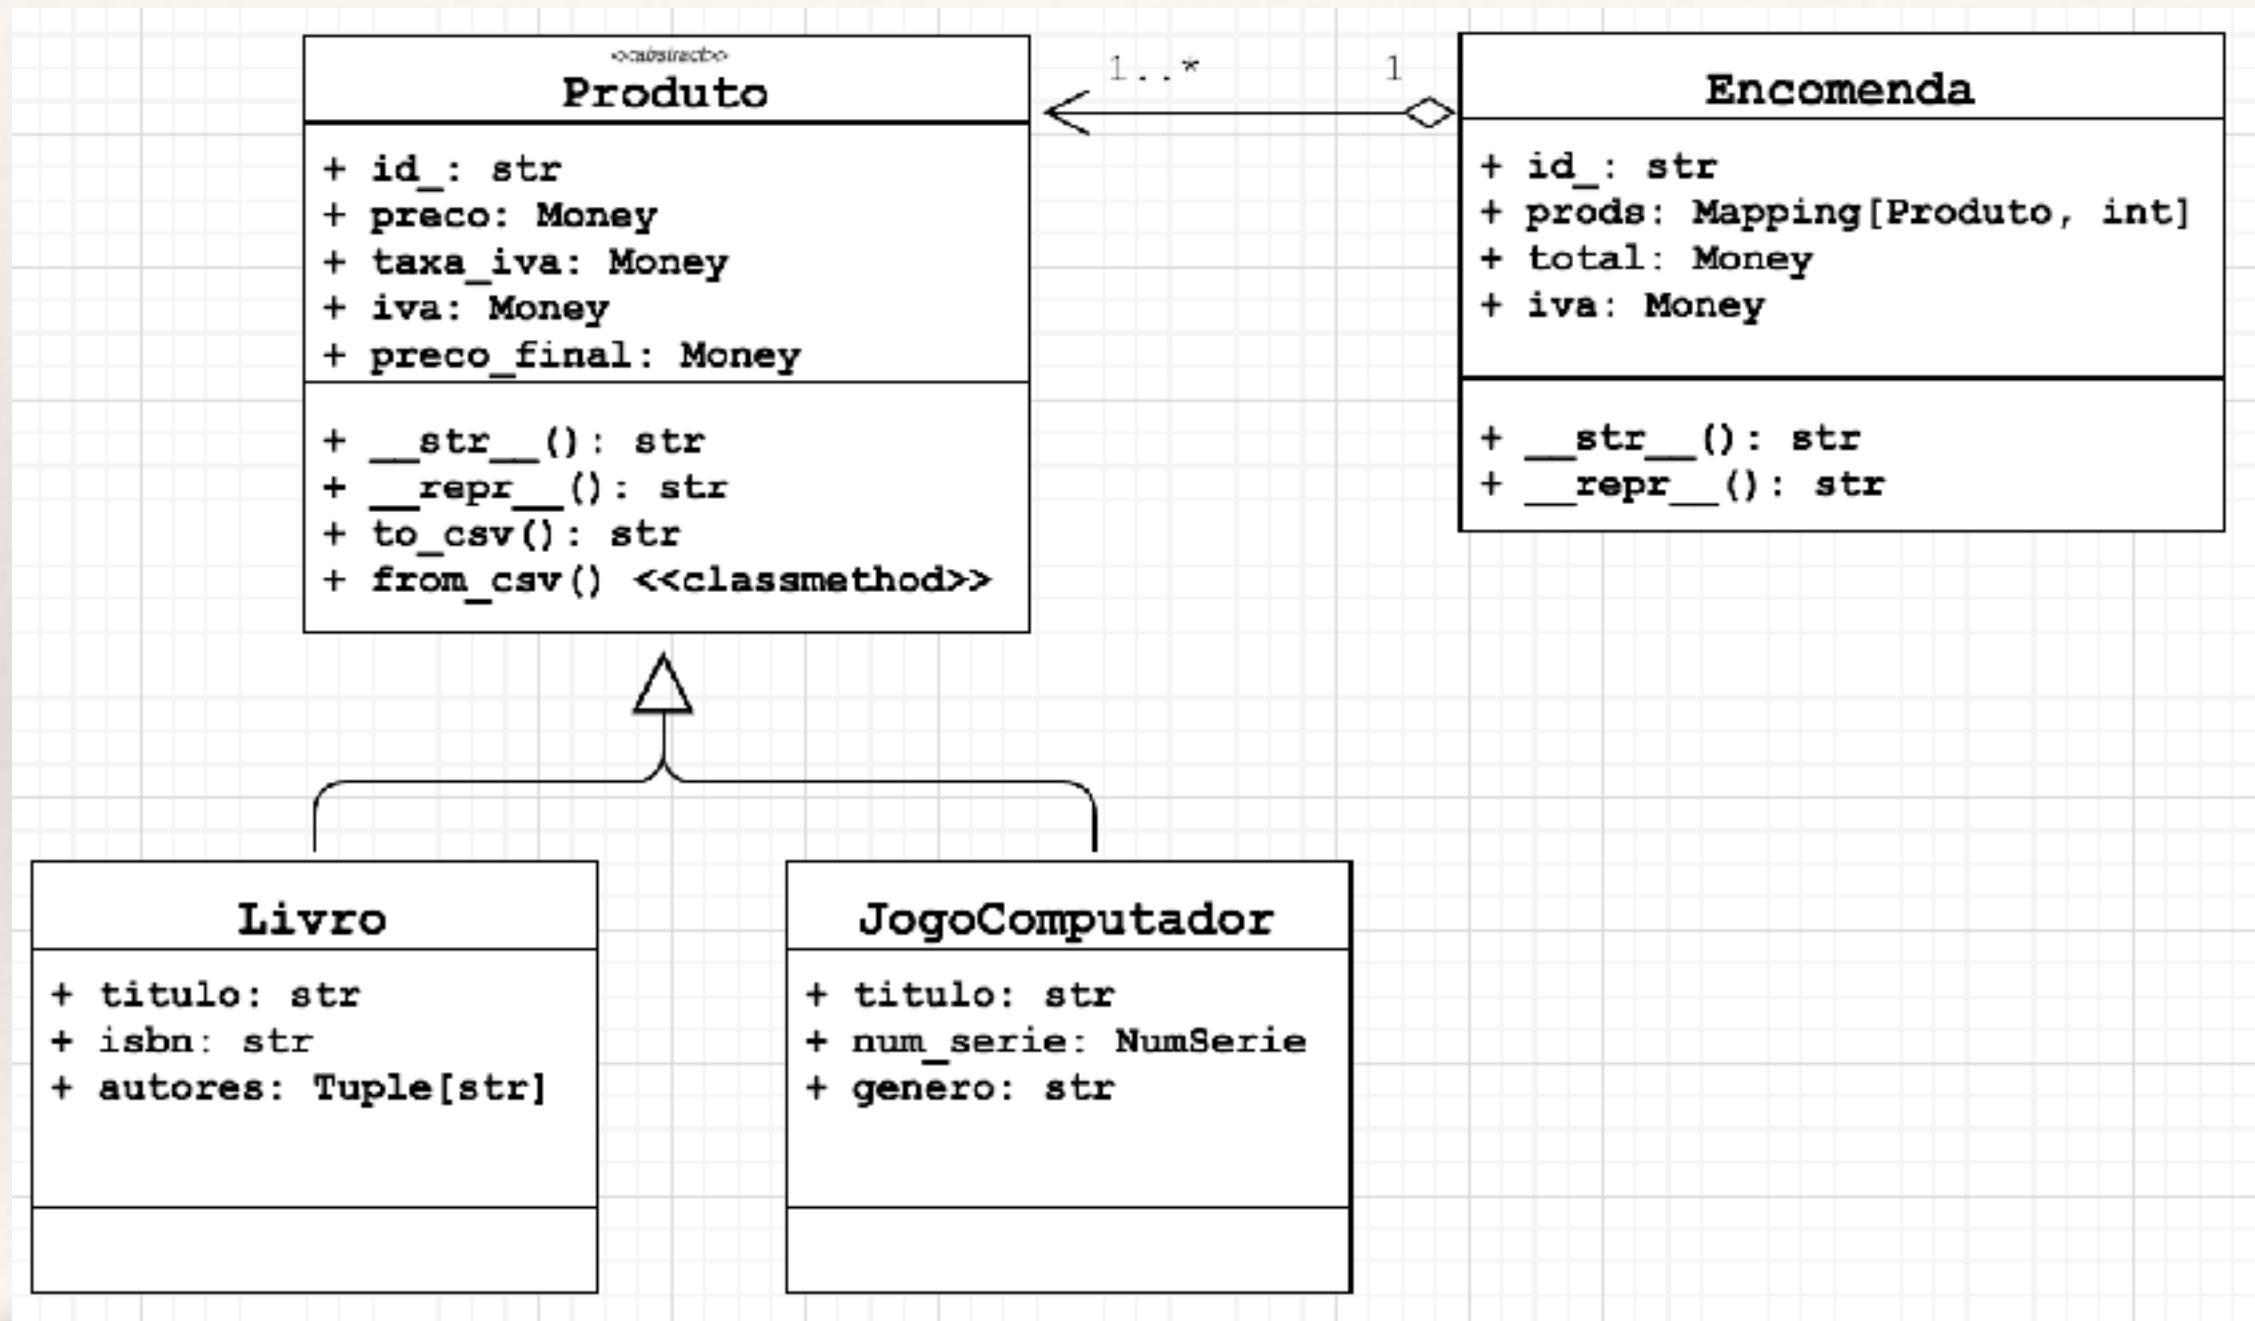 <<abstract>>
Produto
+ id_: str
+ preco: Money
+ taxa_iva: Money
+ iva: Money
+ preco_final: Money
+ __str__(): str
+ __repr__(): str
+ to_csv(): str
+ from_csv() <<classmethod>>
1..*
1
Encomenda
+ id_: str
+ prods: Mapping[Produto, int]
+ total: Money
+ iva: Money
+ __str__(): str
+ __repr__(): str
Livro
+ titulo: str
+ isbn: str
+ autores: Tuple[str]
JogoComputador
+ titulo: str
+ num_serie: NumSerie
+ genero: str